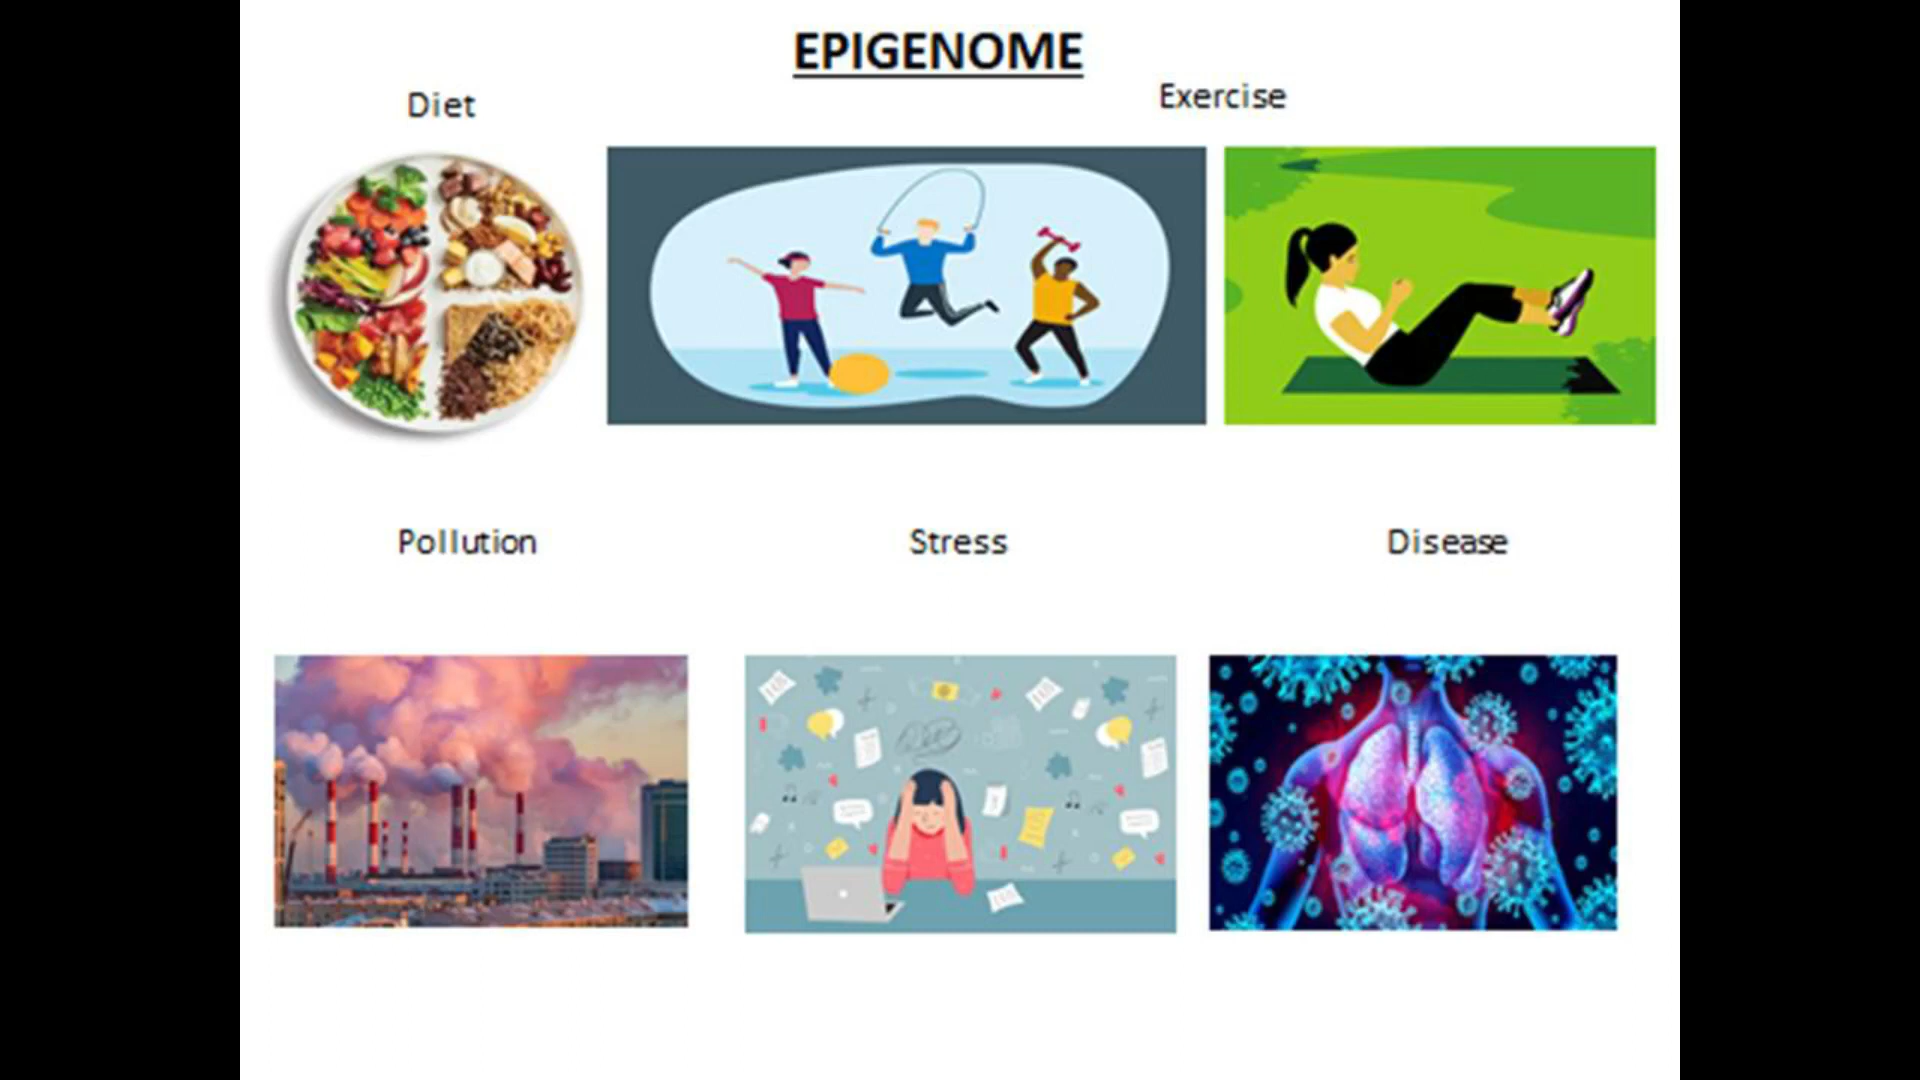 EPIGENOME
Diet
Exercise
Pollution
Stress
Disease